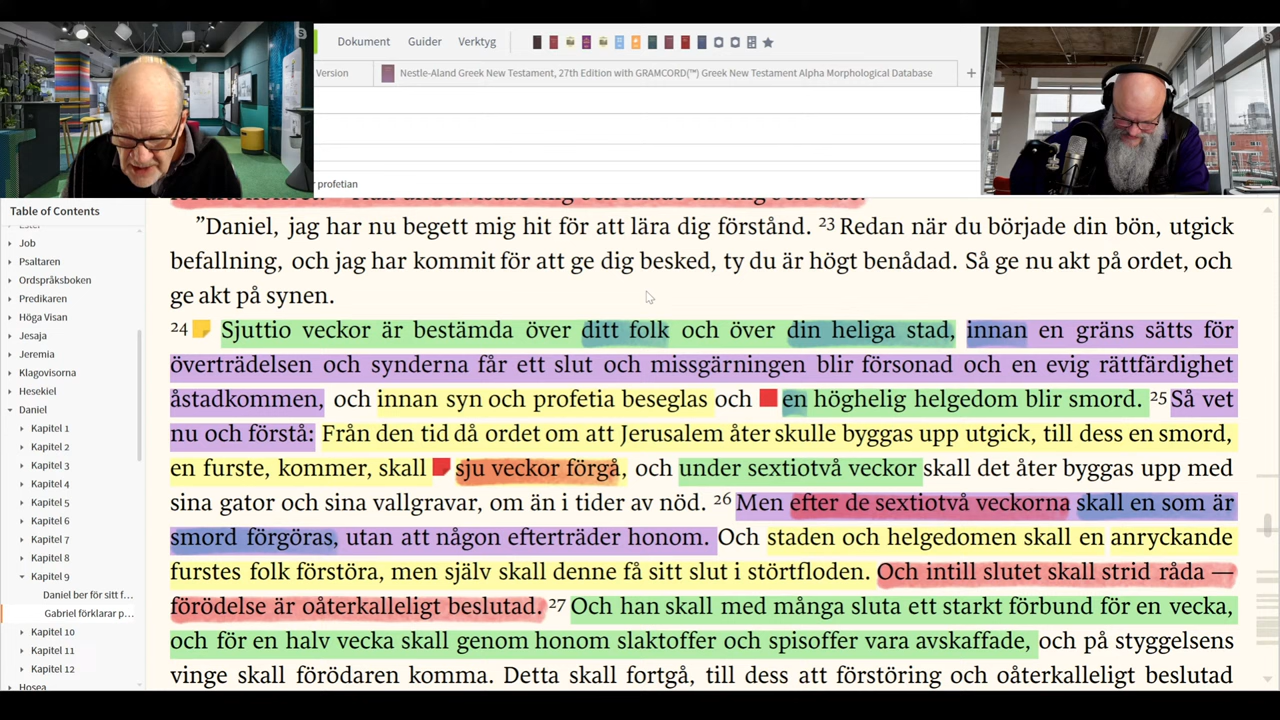 Dokument Guider Verktyg
Version
Nestle-Aland Greek New Testament, 27th Edition with GRAMCORD(™) Greek New Testament Alpha Morphological Database
profetian
Table of Contents
Job
Psaltaren
Ordspråksboken
Predikaren
Höga Visan
Jesaja
Jeremia
Klagovisorna
Hesekiel
Daniel
Kapitel 1
Kapitel 2
Kapitel 3
Kapitel 4
Kapitel 5
Kapitel 6
Kapitel 7
Kapitel 8
Kapitel 9
Daniel ber för sitt f...
Gabriel förklarar p...
Kapitel 10
Kapitel 11
Kapitel 12
Hosea
”Daniel, jag har nu begett mig hit för att lära dig förstånd. 23 Redan när du började din bön, utgick
befallning, och jag har kommit för att ge dig besked, ty du är högt benådad. Så ge nu akt på ordet, och
ge akt på synen.
24 Sjuttio veckor är bestämda över ditt folk och över din heliga stad, innan en gräns sätts för
överträdelsen och synderna får ett slut och missgärningen blir försonad och en evig rättfärdighet
åstadkommen, och innan syn och profetia beseglas och en höghelig helgedom blir smord. 25 Så vet
nu och förstå: Från den tid då ordet om att Jerusalem åter skulle byggas upp utgick, till dess en smord,
en furste, kommer, skall sju veckor förgå, och under sextiotvå veckor skall det åter byggas upp med
sina gator och sina vallgravar, om än i tider av nöd. 26 Men efter de sextiotvå veckorna skall en som är
smord förgöras, utan att någon efterträder honom. Och staden och helgedomen skall en anryckande
furstes folk förstöra, men själv skall denne få sitt slut i störtfloden. Och intill slutet skall strid råda —
förödelse är oåterkalleligt beslutad. 27 Och han skall med många sluta ett starkt förbund för en vecka,
och för en halv vecka skall genom honom slaktoffer och spisoffer vara avskaffade, och på styggelsens
vinge skall förödaren komma. Detta skall fortgå, till dess att förstöring och oåterkalleligt beslutad